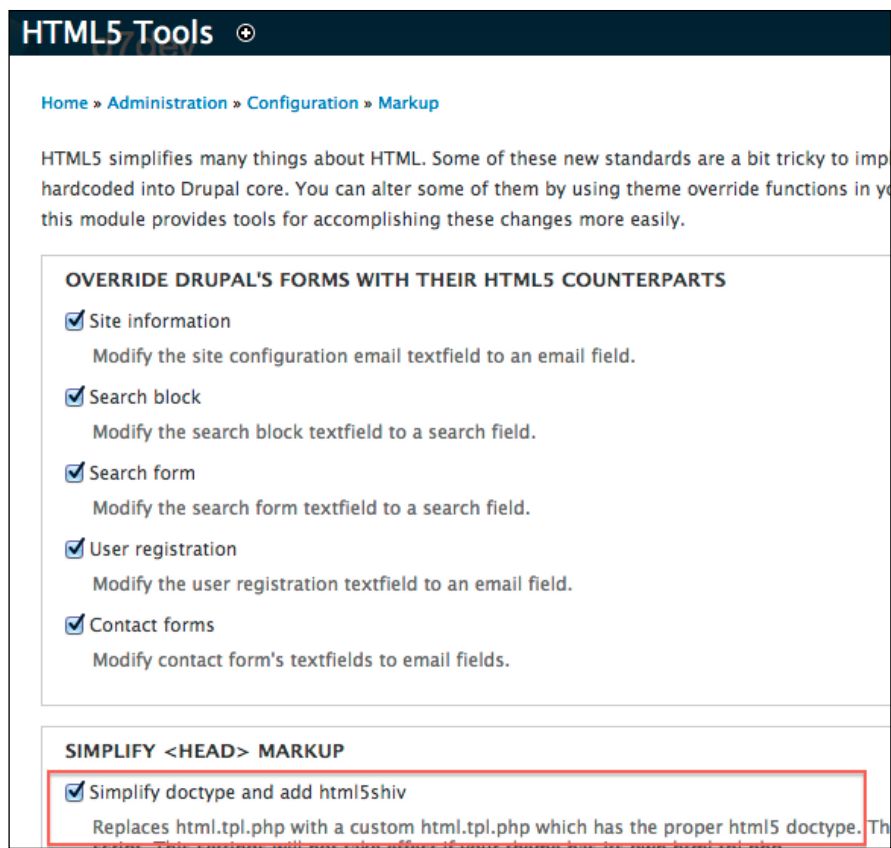 HTML5 Tools
d7dev
Home » Administration » Configuration » Markup
HTML5 simplifies many things about HTML. Some of these new standards are a bit tricky to imp
hardcoded into Drupal core. You can alter some of them by using theme override functions in yo
this module provides tools for accomplishing these changes more easily.
OVERRIDE DRUPAL'S FORMS WITH THEIR HTML5 COUNTERPARTS
Site information
Modify the site configuration email textfield to an email field.
Search block
Modify the search block textfield to a search field.
Search form
Modify the search form textfield to a search field.
User registration
Modify the user registration textfield to an email field.
Contact forms
Modify contact form's textfields to email fields.
SIMPLIFY <HEAD> MARKUP
Simplify doctype and add html5shiv
Replaces html.tpl.php with a custom html.tpl.php which has the proper html5 doctype. Th